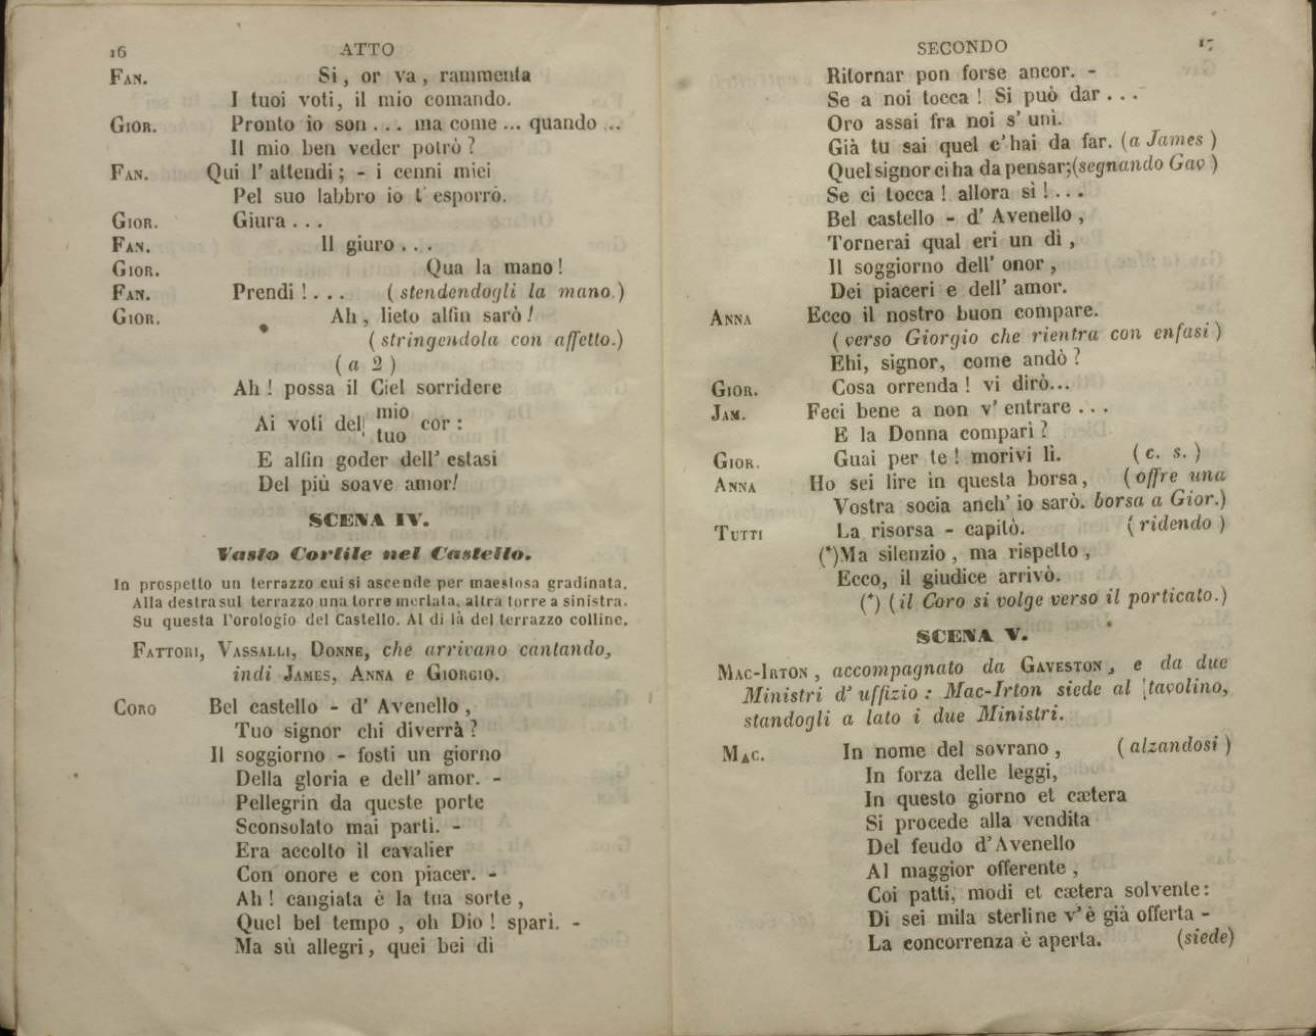 16 ATTO
FAN. Si, or va, rammenta
I tuoi voti, il mio comando.
GIOR. Pronto io son... ma come... quando...
Il mio ben veder potrò?
FAN. Qui l'attendi; - i cenni miei
Pel suo labbro io t'esporrò.
GIOR. Giura...
FAN. Il giuro...
GIOR. Qua la mano!
FAN. Prendi!... (stendendogli la mano.)
GIOR. Ah, lieto alfin sarò!
(stringendola con affetto.)
(a 2)
Ah! possa il Ciel sorridere
Ai voti del mio cor:
tuo
E alfin goder dell'estasi
Del più soave amor!
SCENA IV.
Vasto Cortile nel Castello.
In prospetto un terrazzo cui si ascende per maestosa gradinata.
Alla destra sul terrazzo una torre merlata, altra torre a sinistra.
Su questa l'orologio del Castello. Al di là del terrazzo colline.
FATTORI, VASSALLI, DONNE, che arrivano cantando,
indi JAMES, ANNA e GIORGIO.
CORO Bel castello - d'Avenello,
Tuo signor chi diverrà?
Il soggiorno - fosti un giorno
Della gloria e dell'amor. -
Pellegrin da queste porte
Sconsolato mai partì. -
Era accolto il cavalier
Con onore e con piacer. -
Ah! cangiata è la tua sorte,
Quel bel tempo, oh Dio! sparì. -
Ma sù allegri, quei bei dì
SECONDO 17
Ritornar pon forse ancor. -
Se a noi tocca! Si può dar...
Oro assai fra noi s'unì.
Già tu sai quel c'hai da far. (a James)
Quel signor ci ha da pensar; (segnando Gav)
Se ci tocca! allora sì!...
Bel castello - d'Avenello,
Tornerai qual eri un dì,
Il soggiorno dell'onor,
Dei piaceri e dell'amor.
ANNA Ecco il nostro buon compare.
(verso Giorgio che rientra con enfasi)
Ehi, signor, come andò?
GIOR. Cosa orrenda! vi dirò...
JAM. Feci bene a non v'entrare...
E la Donna comparì?
GIOR. Guai per te! morivi lì. (c. s.)
ANNA Ho sei lire in questa borsa, (offre una
Vostra socia anch'io sarò. borsa a Gior.)
TUTTI La risorsa - capitò. (ridendo)
(*)Ma silenzio, ma rispetto,
Ecco, il giudice arrivò.
(*) (il Coro si volge verso il porticato.)
SCENA V.
MAC-IRTON, accompagnato da GAVESTON, e da due
Ministri d'uffizio: Mac-Irton siede al tavolino,
standogli a lato i due Ministri.
MAC. In nome del sovrano, (alzandosi)
In forza delle leggi,
In questo giorno et cætera
Si procede alla vendita
Del feudo d'Avenello
Al maggior offerente,
Coi patti, modi et cætera solvente:
Di sei mila sterline v'è già offerta -
La concorrenza è aperta. (siede)